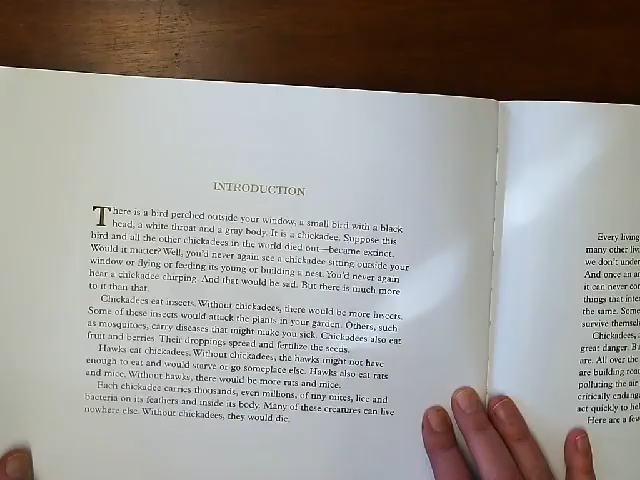 INTRODUCTION
There is a bird perched outside your window, a small bird with a black
head, a white throat and a gray body. It is a chickadee. Suppose this
bird and all the other chickadees in the world died out—became extinct.
Would it matter? Well, you'd never again see a chickadee sitting outside your
window or flying or feeding its young or building a nest. You'd never again
hear a chickadee chirping. And that would be sad. But there is much more
to it than that.
Chickadees eat insects. Without chickadees, there would be more insects.
Some of these insects would attack the plants in your garden. Others, such
as mosquitoes, carry diseases that might make you sick. Chickadees also eat
fruit and berries. Their droppings spread and fertilize the seeds.
Hawks eat chickadees. Without chickadees, the hawks might not have
enough to eat and would starve or go someplace else. Hawks also eat rats
and mice. Without hawks, there would be more rats and mice.
Each chickadee carries thousands, even millions, of tiny mites, lice and
bacteria on its feathers and inside its body. Many of these creatures can live
nowhere else. Without chickadees, they would die.
Every living
many other
we don't
And once an
it can never
things that
the same. Some
survive
Chickadees,
great danger.
are. All over the
are building
polluting the air
critically
act quickly to
Here are a few